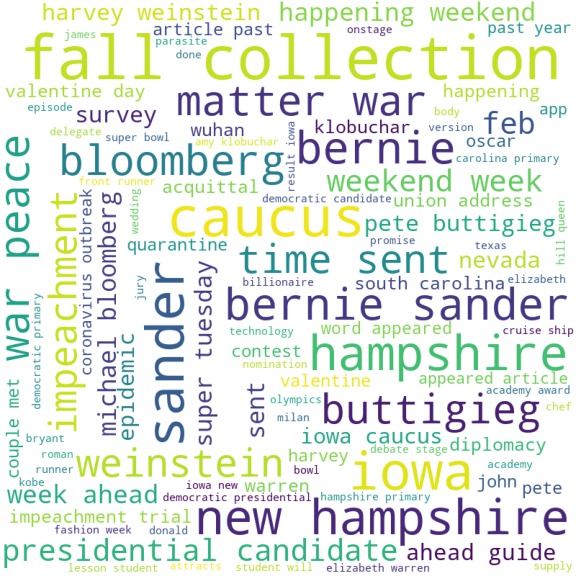 harvey weinstein
happening weekend
james
parasite
article past
onstage
past year
done
fall collection
valentine day
matter war
happening
episode
survey
wuhan
klobuchar
body
feb
app
delegate
super bowl
amy klobuchar
version
oscar
bloomberg
bernie
result iowa
carolina primary
front runner
acquittal
weekend week
war peace
impeachment
coronavirus outbreak
michael bloomberg
wedding
democratic candidate
union address
caucus
pete buttigieg
hill queen
quarantine
promise
texas
time sent
nevada
jury
billionaire
south carolina
elizabeth
democratic primary
epidemic
sander
super tuesday
bernie sander
technology
word appeared
cruise ship
contest
nomination
hampshire
couple met
sent
valentine
appeared article
academy award
olympics
milan
buttigieg
chef
bryant
iowa caucus
diplomacy
roman
weinstein
harvey
debate stage
runner
bowl
iowa
academy
kobe
week ahead
iowa new
warren
john
pete
democratic presidential
hampshire primary
impeachment trial
new hampshire
fashion week
donald
presidential candidate
ahead guide
lesson student
attracts
student will
elizabeth warren
supply